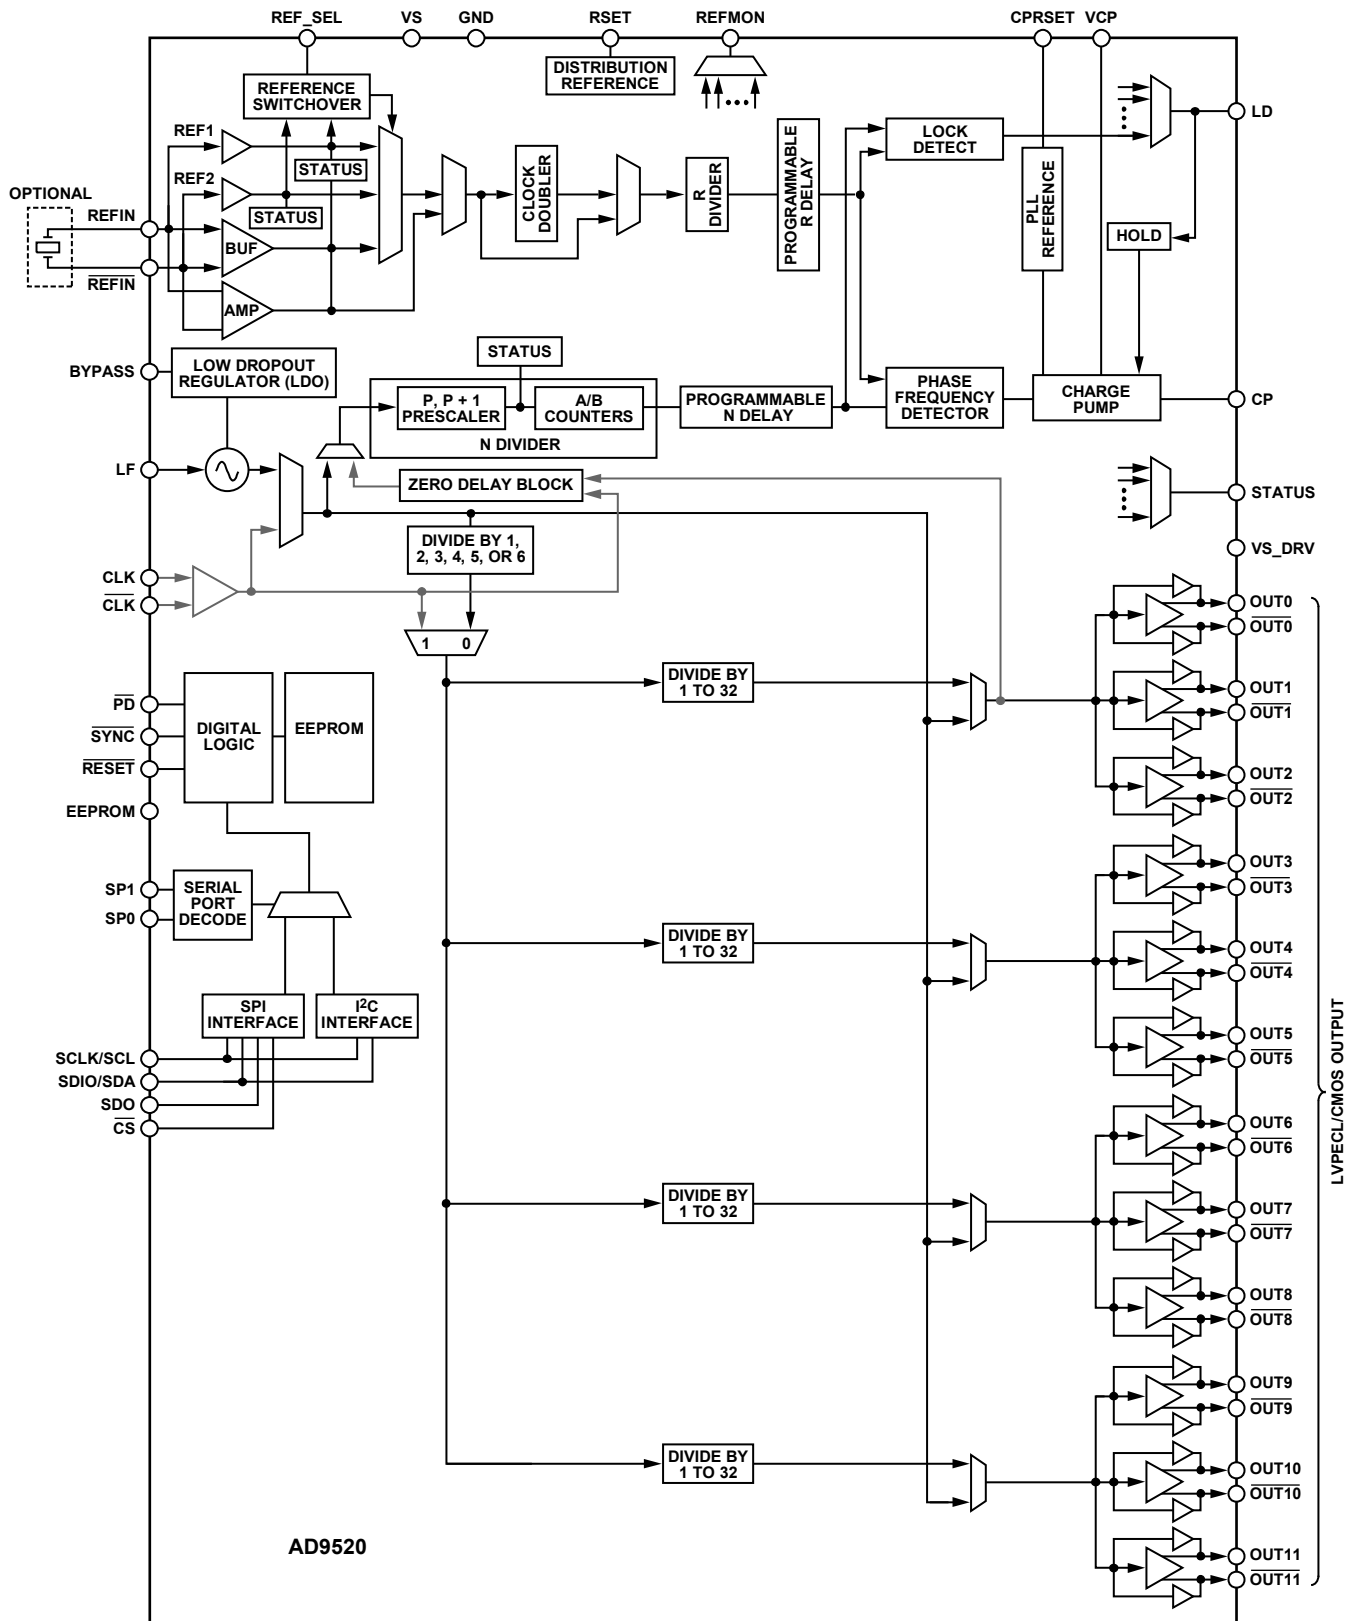 REF_SEL
VS
GND
RSET
REFMON
CPRSET
VCP
DISTRIBUTION
REFERENCE
REFERENCE
SWITCHOVER
REF1
REF2
STATUS
STATUS
OPTIONAL
REFIN
REFIN
BUF
AMP
CLOCK
DOUBLER
R
DIVIDER
PROGRAMMABLE
R DELAY
LOCK
DETECT
LD
PLL
REFERENCE
HOLD
BYPASS
LOW DROPOUT
REGULATOR (LDO)
STATUS
P, P + 1
PRESCALER
A/B
COUNTERS
N DIVIDER
PROGRAMMABLE
N DELAY
PHASE
FREQUENCY
DETECTOR
CHARGE
PUMP
CP
LF
ZERO DELAY BLOCK
STATUS
DIVIDE BY 1,
2, 3, 4, 5, OR 6
VS_DRV
CLK
CLK
1 0
OUT0
OUT0
DIVIDE BY
1 TO 32
OUT1
OUT1
PD
SYNC
RESET
DIGITAL
LOGIC
EEPROM
OUT2
OUT2
EEPROM
OUT3
OUT3
SP1
SP0
SERIAL
PORT
DECODE
DIVIDE BY
1 TO 32
OUT4
OUT4
SPI
INTERFACE
I2C
INTERFACE
OUT5
OUT5
SCLK/SCL
SDIO/SDA
SDO
CS
LVPECL/CMOS OUTPUT
OUT6
OUT6
DIVIDE BY
1 TO 32
OUT7
OUT7
OUT8
OUT8
OUT9
OUT9
DIVIDE BY
1 TO 32
OUT10
OUT10
AD9520
OUT11
OUT11